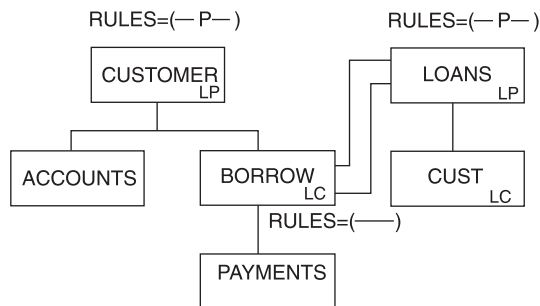 RULES=(— P— ) RULES=(— P— )
CUSTOMER LOANS
LP LP
ACCOUNTS BORROW CUST
LC LC
RULES=(——)
PAYMENTS